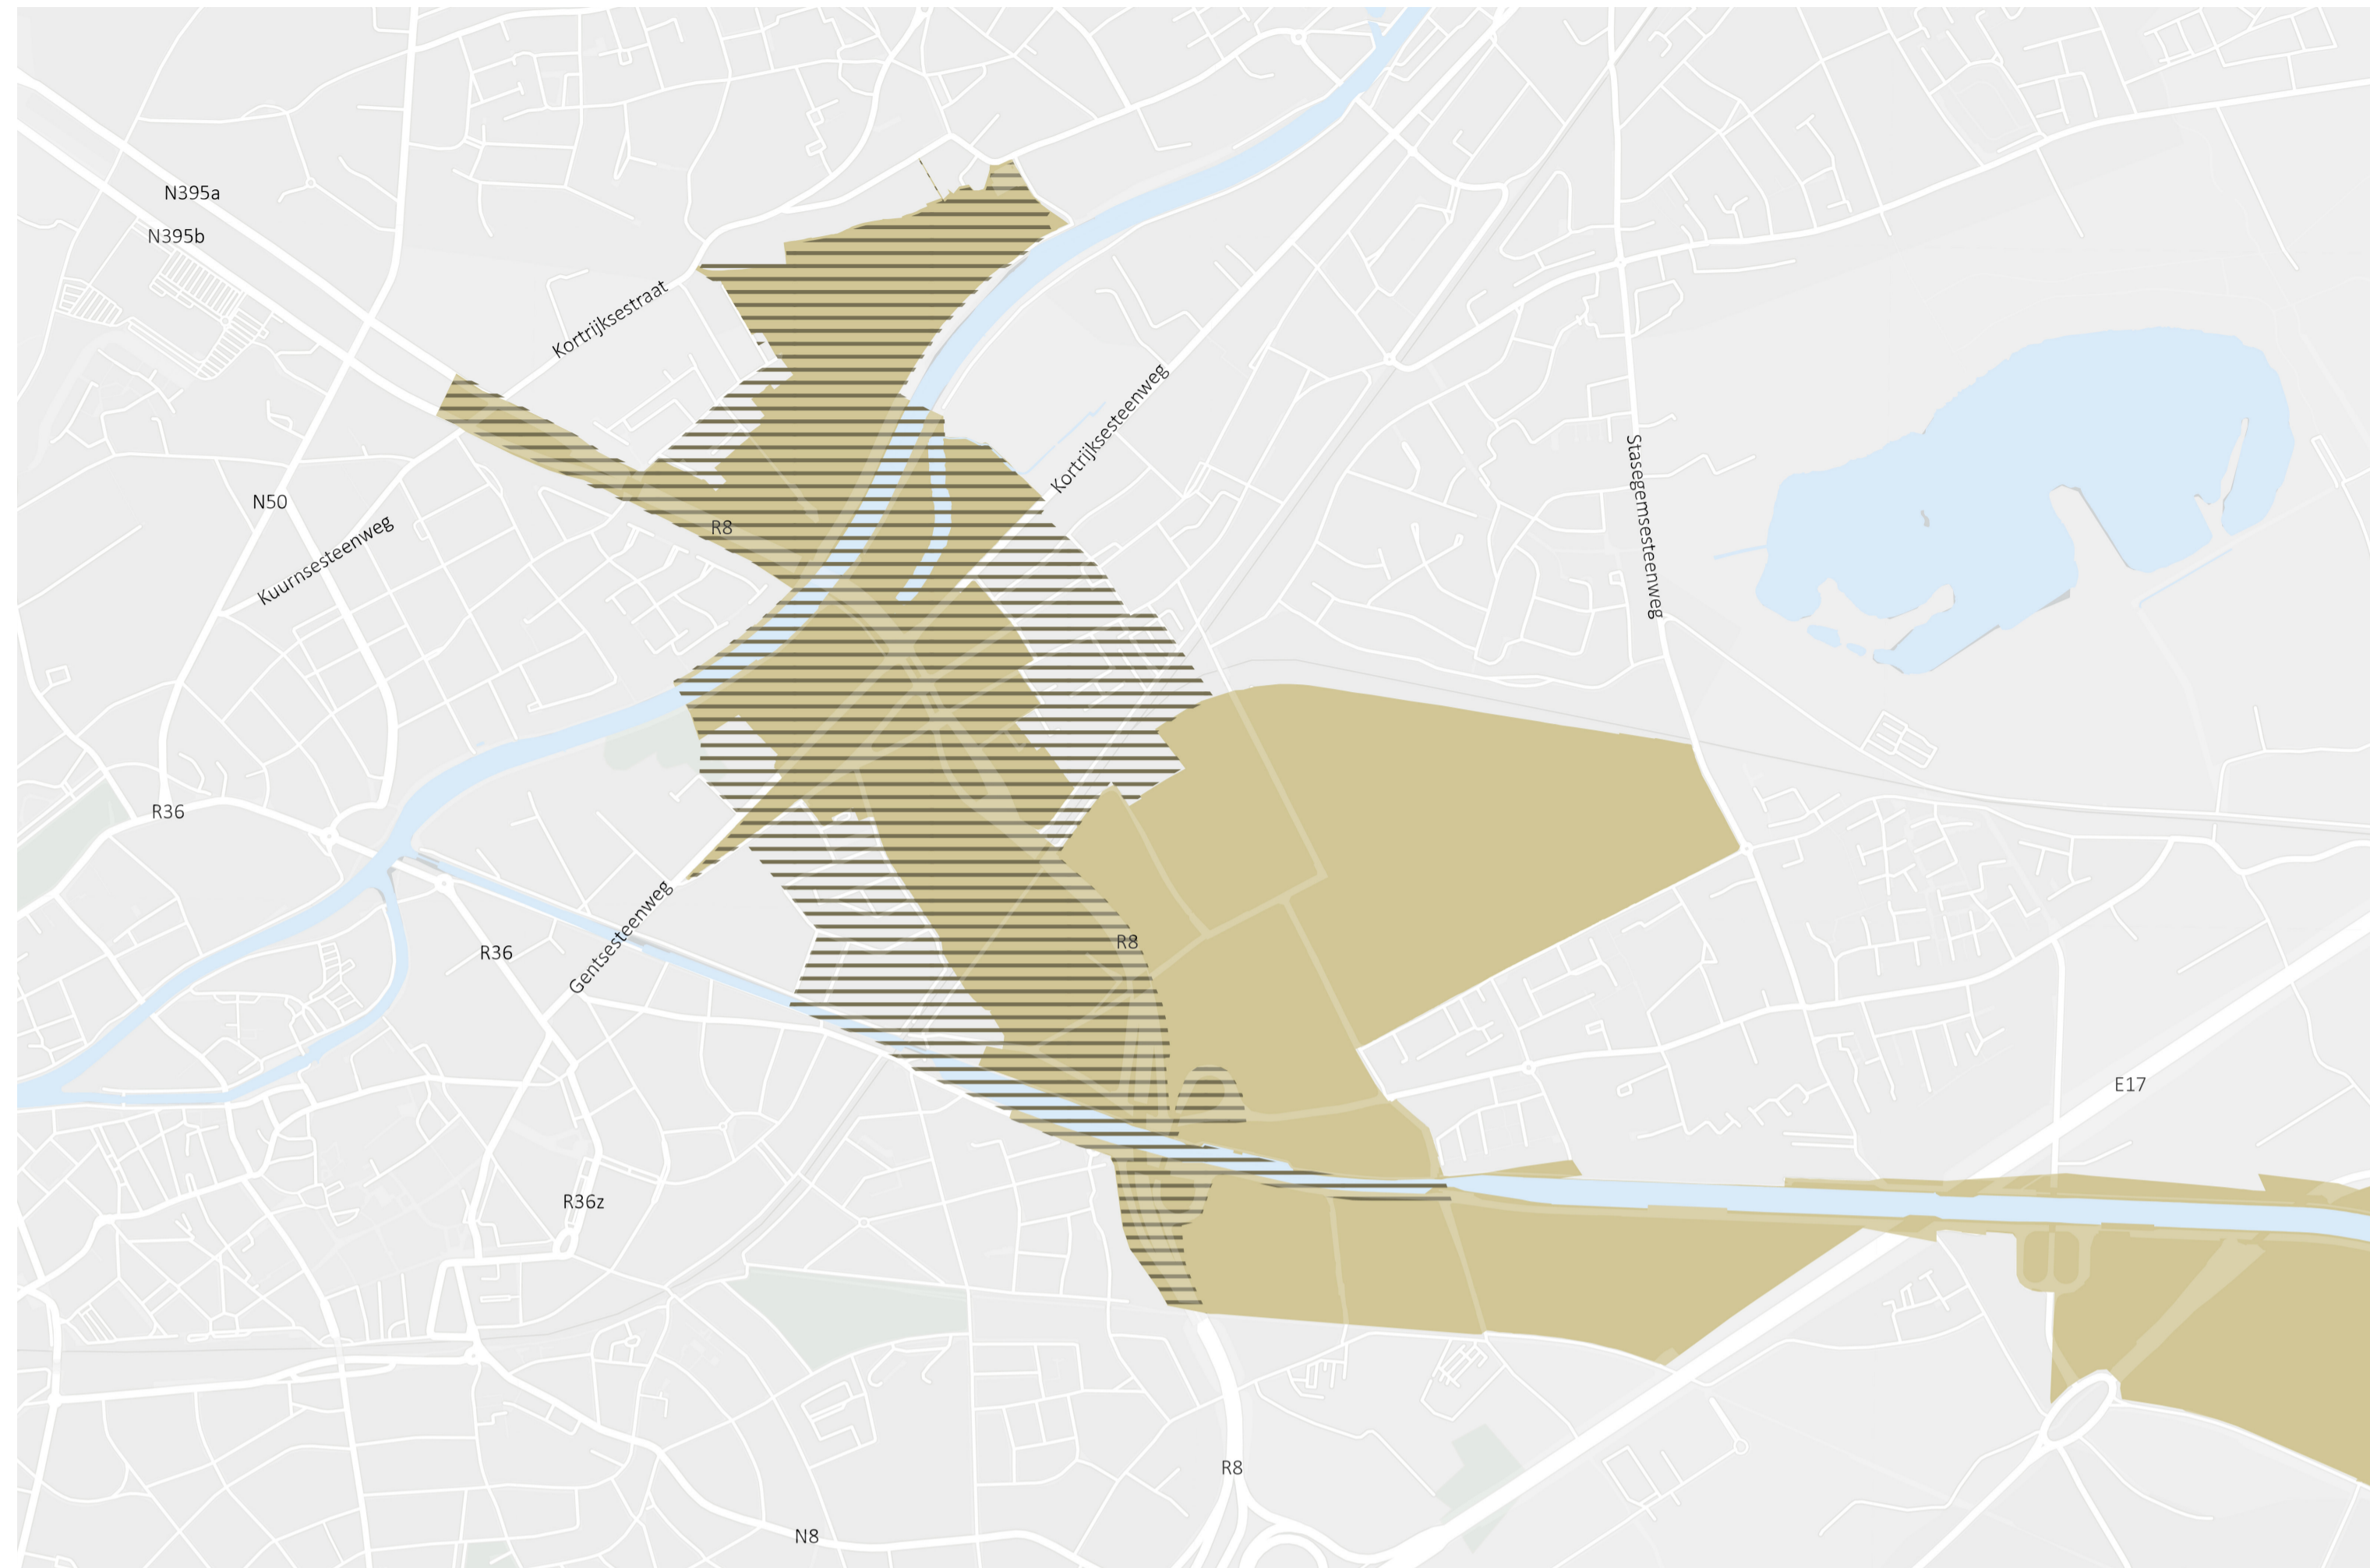 N395a
N395b
Kortrijksestraat
Kortrijksesteenweg
Stasegemsesteenweg
N50
R8
Kuurnsesteenweg
R36
Gentsesteenweg
R36
R8
E17
R36z
R8
N8